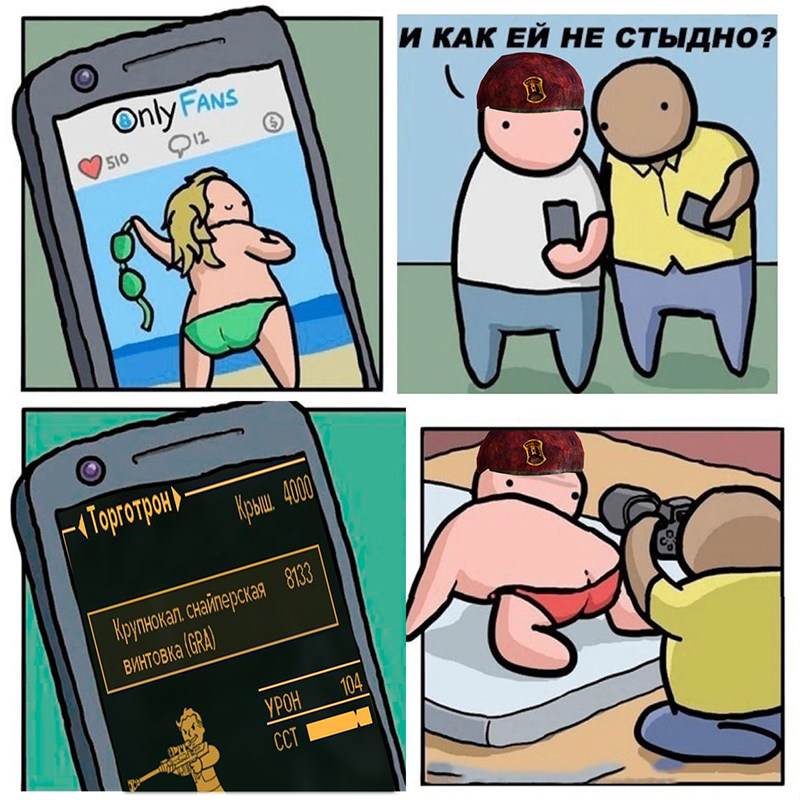 OnlyFans
510
12
И КАК ЕЙ НЕ СТЫДНО?
Торготрон
Крыш. 4000
Крупнокал. снайперская 8133
винтовка (GRA)
УРОН 104
ССТ